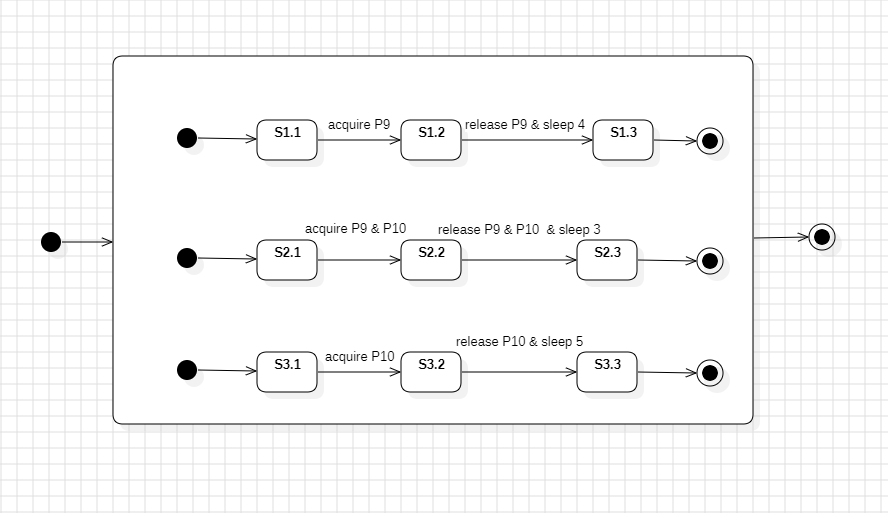 S1.1
acquire P9
S1.2
release P9 & sleep 4
S1.3
acquire P9 & P10
release P9 & P10  & sleep 3
S2.1
S2.2
S2.3
release P10 & sleep 5
S3.1
acquire P10
S3.2
S3.3